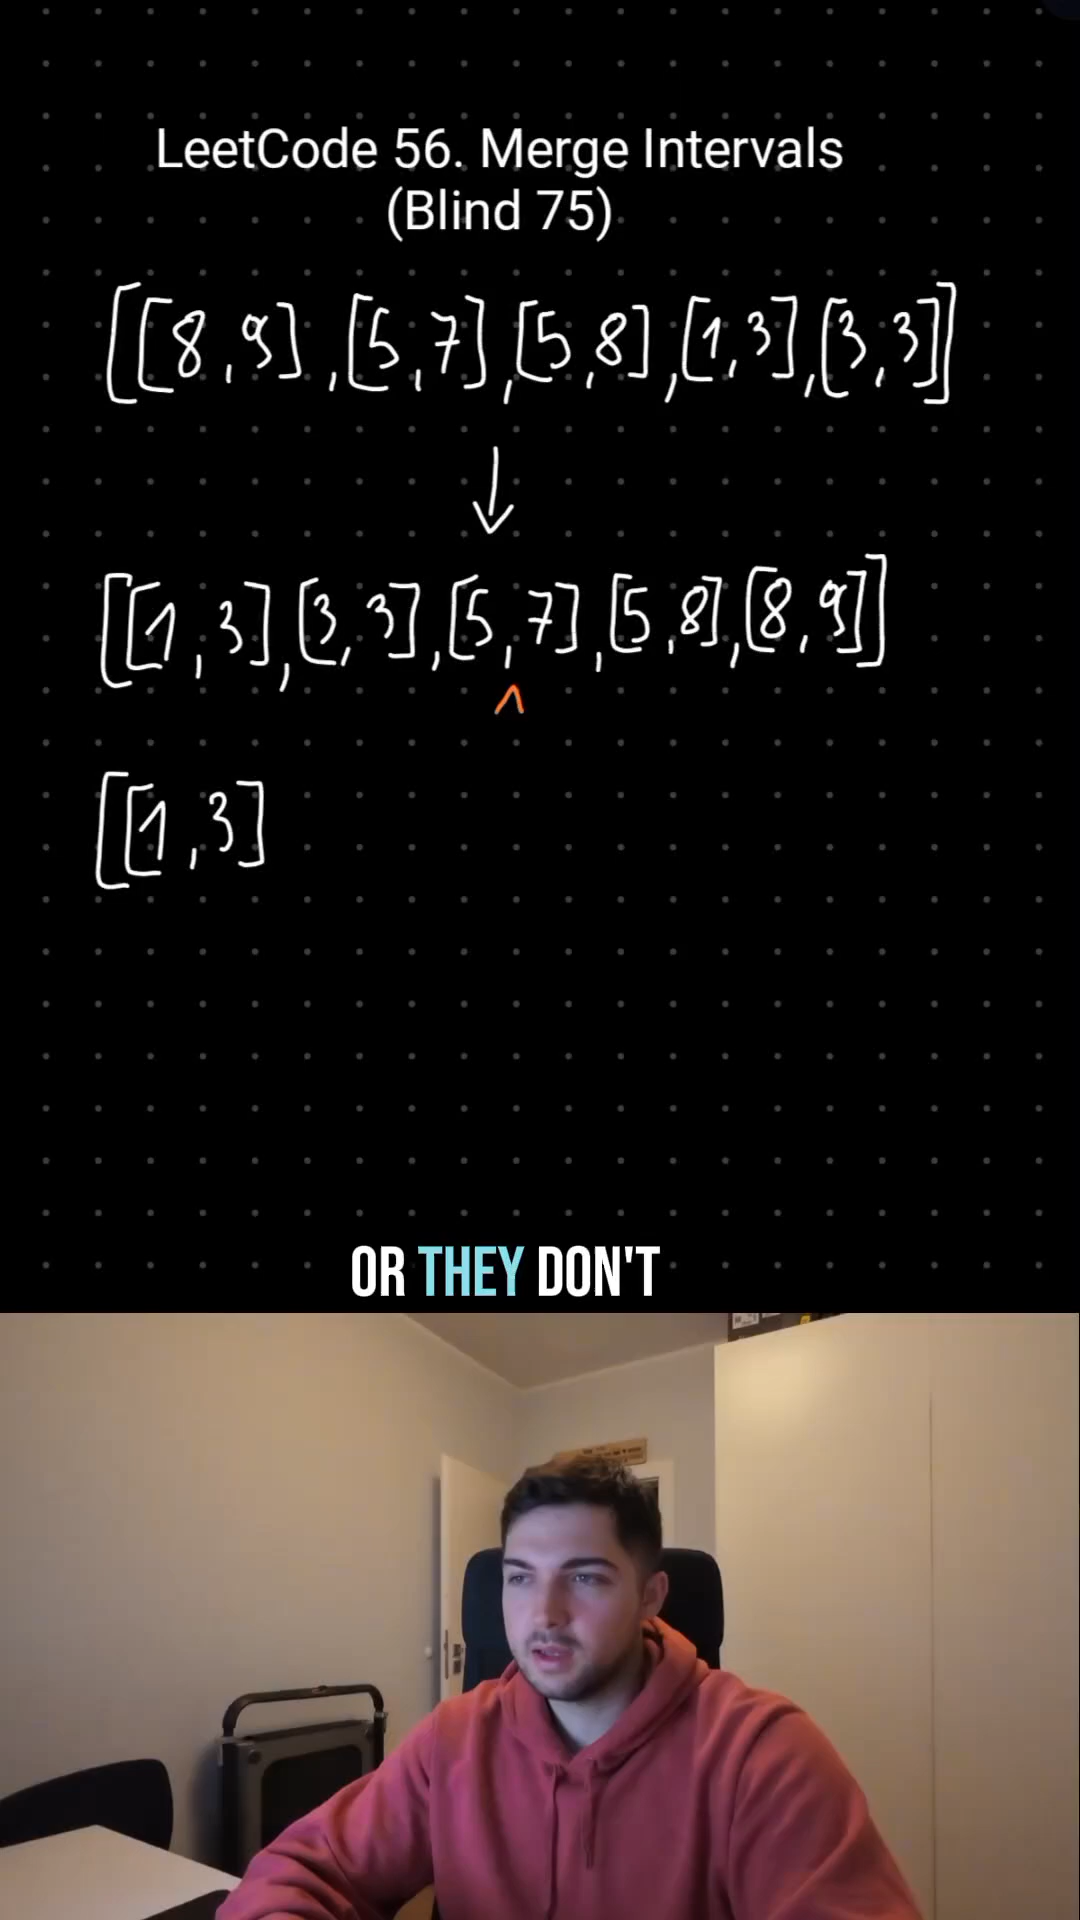 LeetCode 56. Merge Intervals
(Blind 75)
[[8,9],[5,7],[5,8],[1,3],[3,3]]
[[1,3],[3,3],[5,7],[5,8],[8,9]]
[[1,3]
OR THEY DON'T